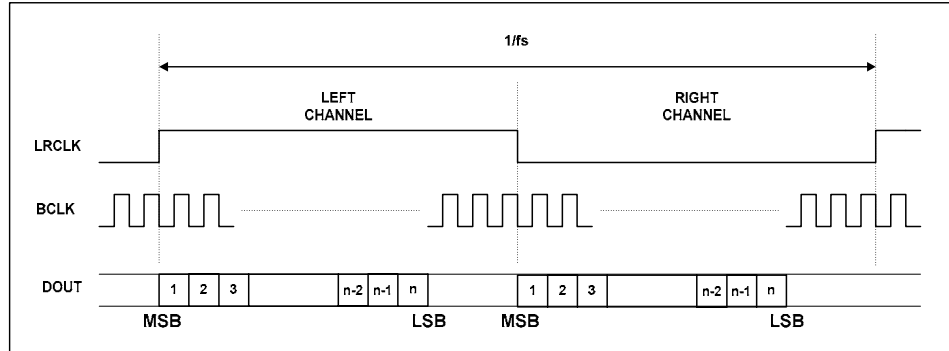 1/fs
LEFT CHANNEL
RIGHT CHANNEL
LRCLK
BCLK
DOUT
1 2 3 n-2 n-1 n 1 2 3 n-2 n-1 n
MSB LSB MSB LSB